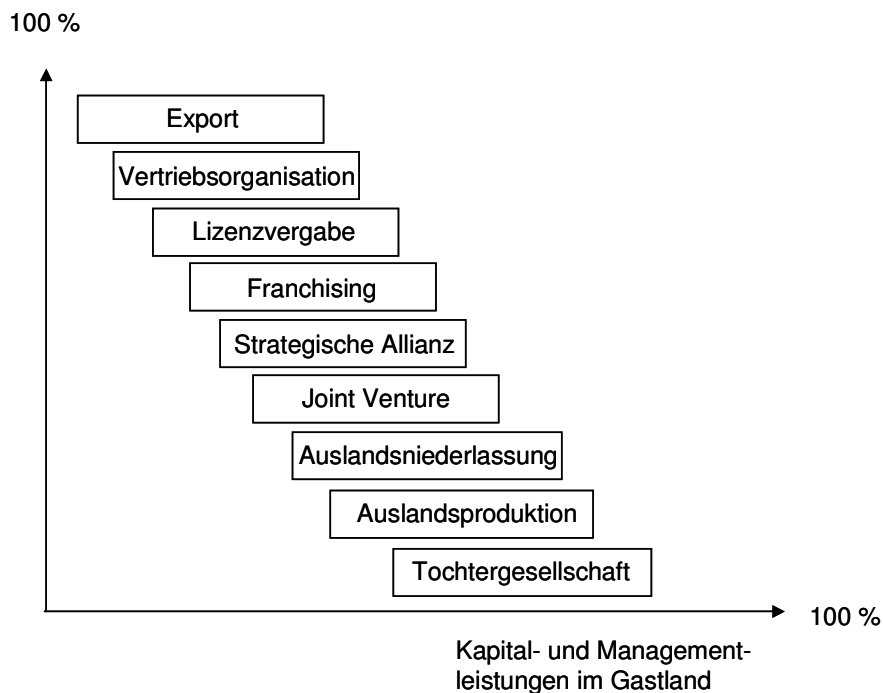 100 %
Export
Vertriebsorganisation
Lizenzvergabe
Franchising
Strategische Allianz
Joint Venture
Auslandsniederlassung
Auslandsproduktion
Tochtergesellschaft
100 %
Kapital- und Management-
leistungen im Gastland